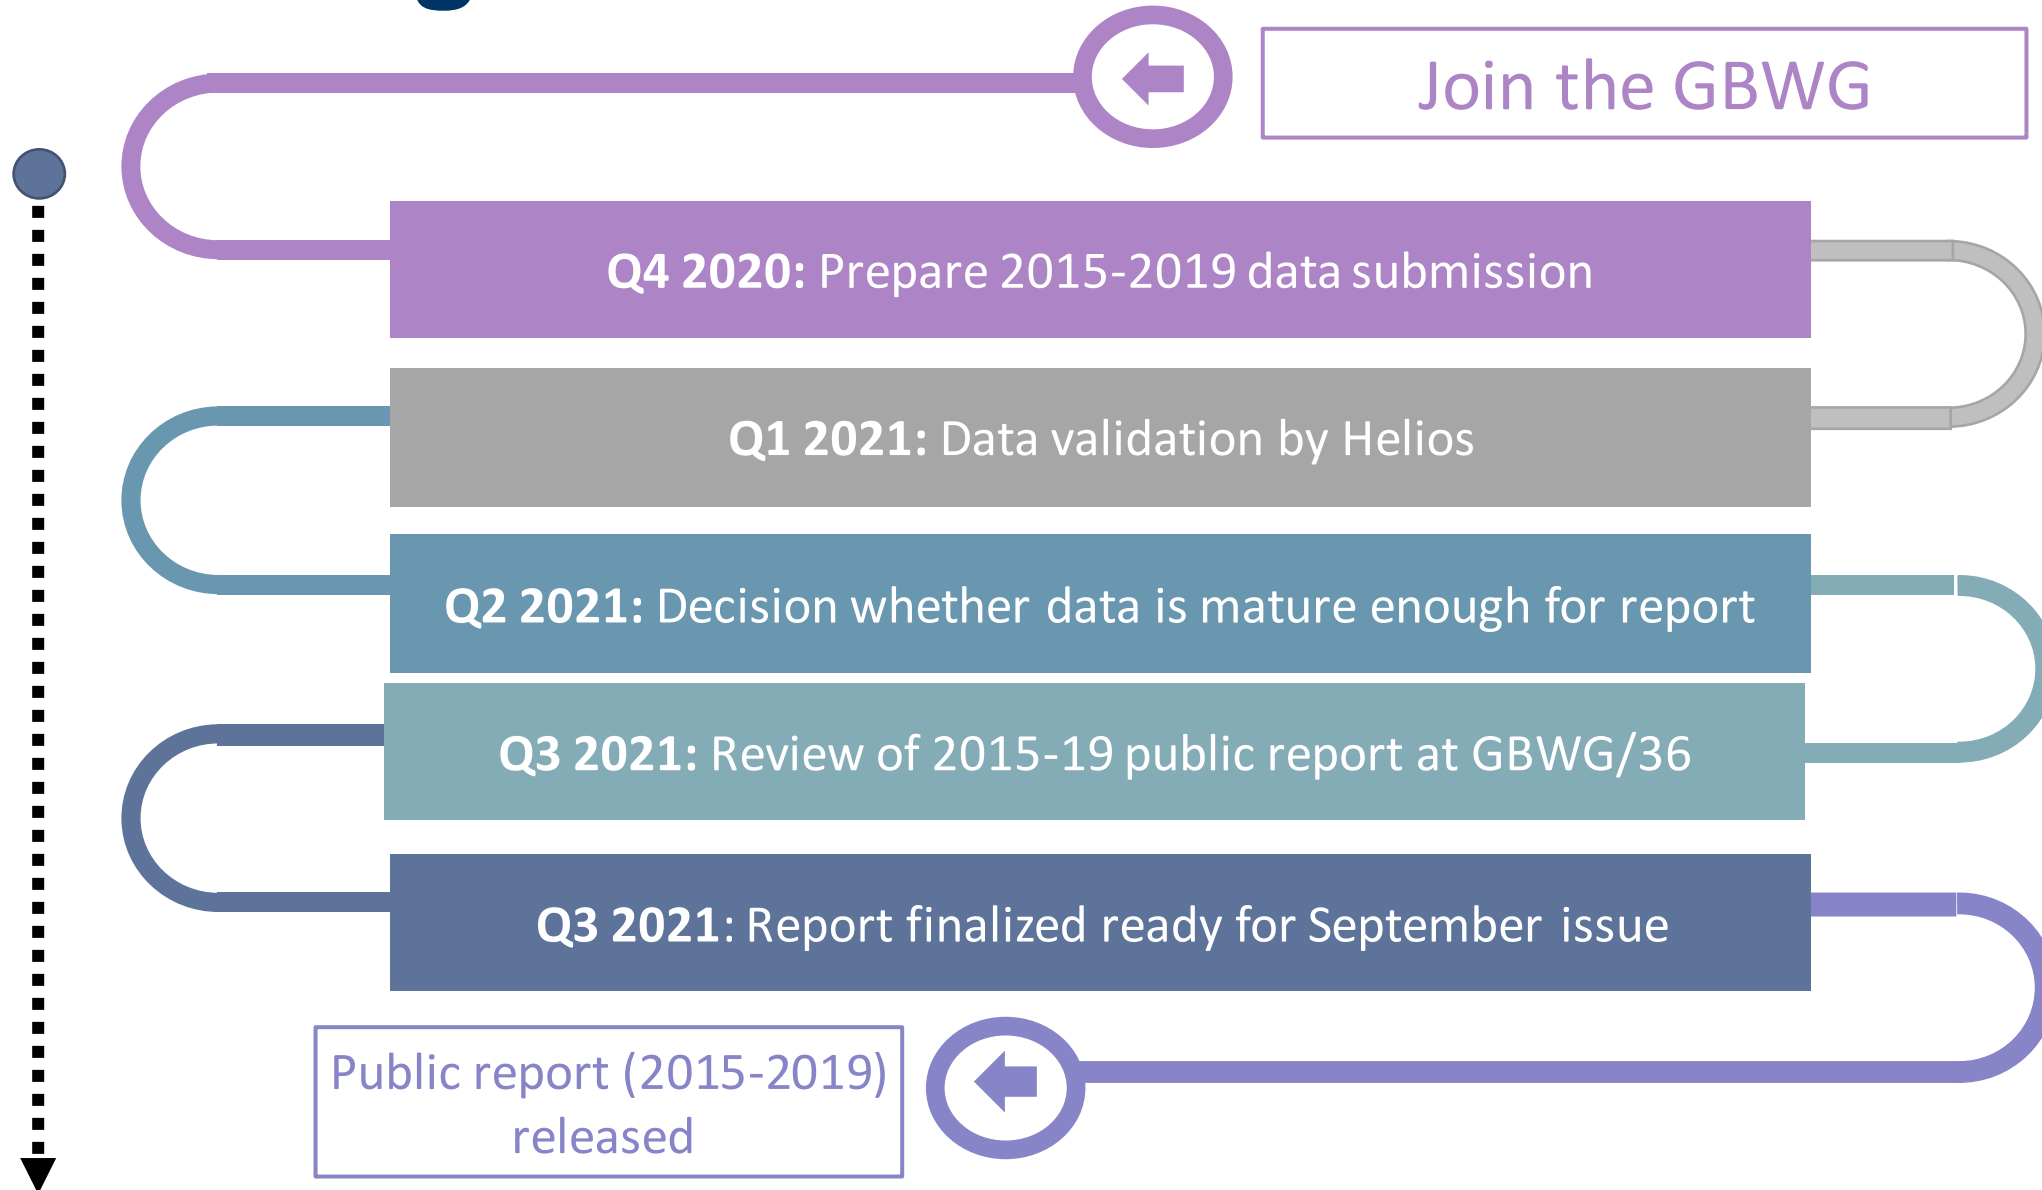 Join the GBWG
Q4 2020: Prepare 2015-2019 data submission
Q1 2021: Data validation by Helios
Q2 2021: Decision whether data is mature enough for report
Q3 2021: Review of 2015-19 public report at GBWG/36
Q3 2021: Report finalized ready for September issue
Public report (2015-2019)
released